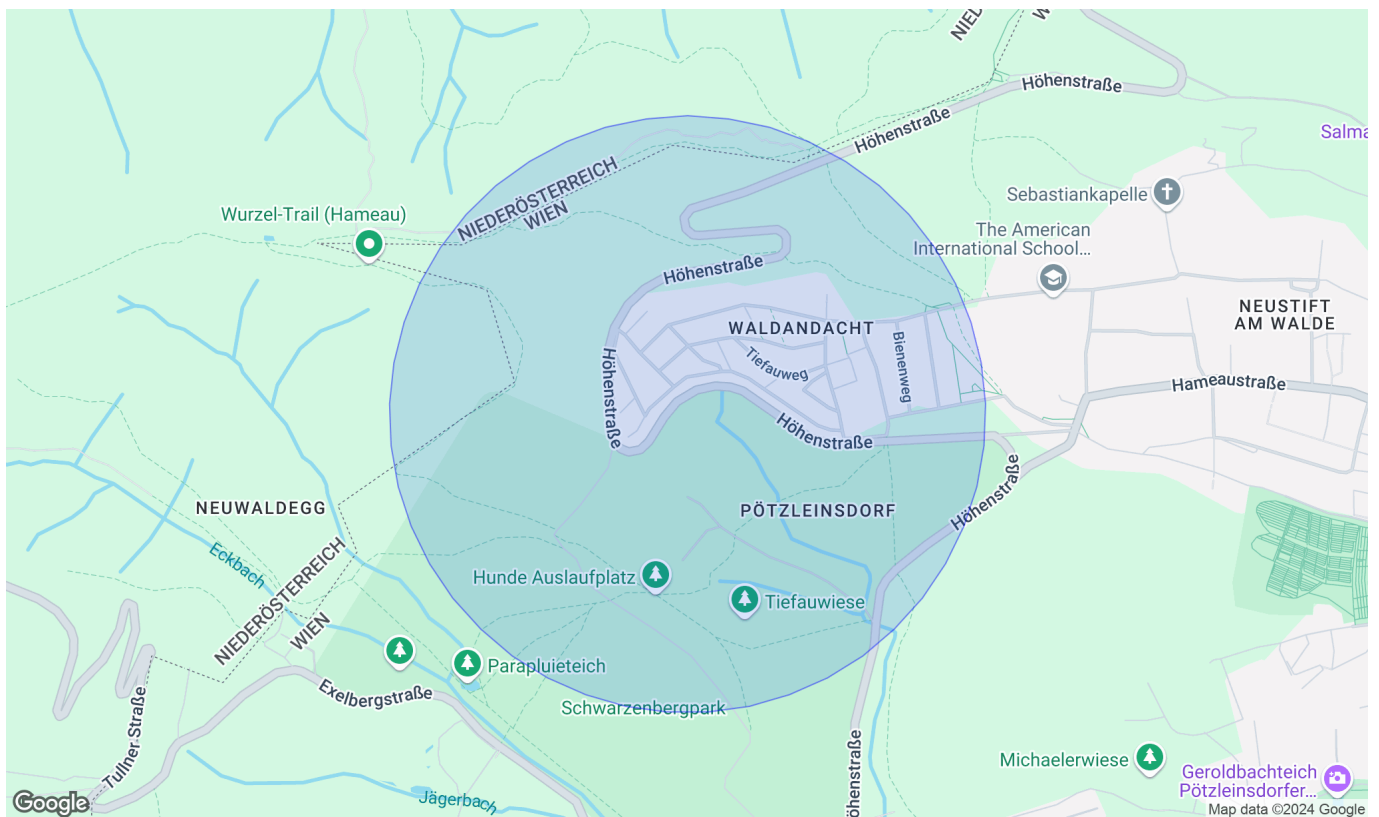 NIED
W
Höhenstraße
Höhenstraße
Salma
NIEDERÖSTERREICH
WIEN
Sebastiankapelle
Wurzel-Trail (Hameau)
The American
International School...
Höhenstraße
NEUSTIFT
AM WALDE
WALDANDACHT
Bienenweg
Tiefauweg
Höhenstraße
Hameaustraße
Höhenstraße
NEUWALDEGG
PÖTZLEINSDORF
Höhenstraße
Eckbach
NIEDERÖSTERREICH
WIEN
Hunde Auslaufplatz
Tiefauwiese
Parapluieteich
Exelbergstraße
Schwarzenbergpark
Tullner Straße
Höhenstraße
Michaelerwiese
Geroldbachteich
Pötzleinsdorfer...
Jägerbach
Google
Map data ©2024 Google